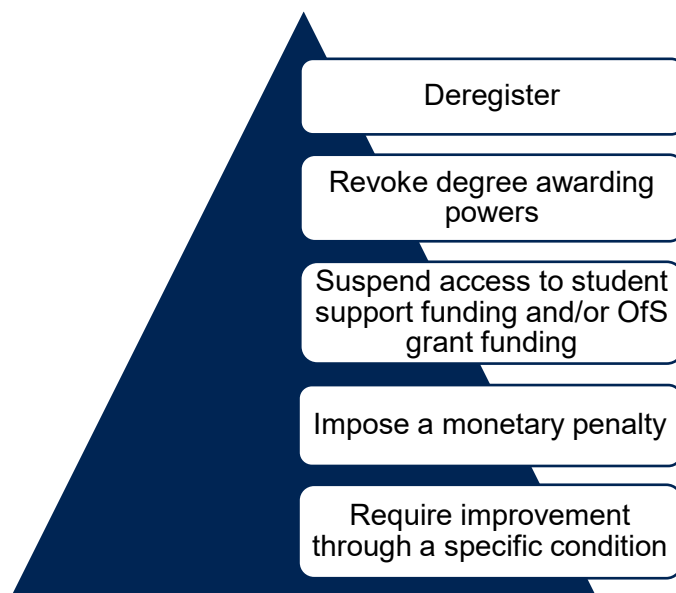 Deregister
Revoke degree awarding
powers
Suspend access to student
support funding and/or OfS
grant funding
Impose a monetary penalty
Require improvement
through a specific condition